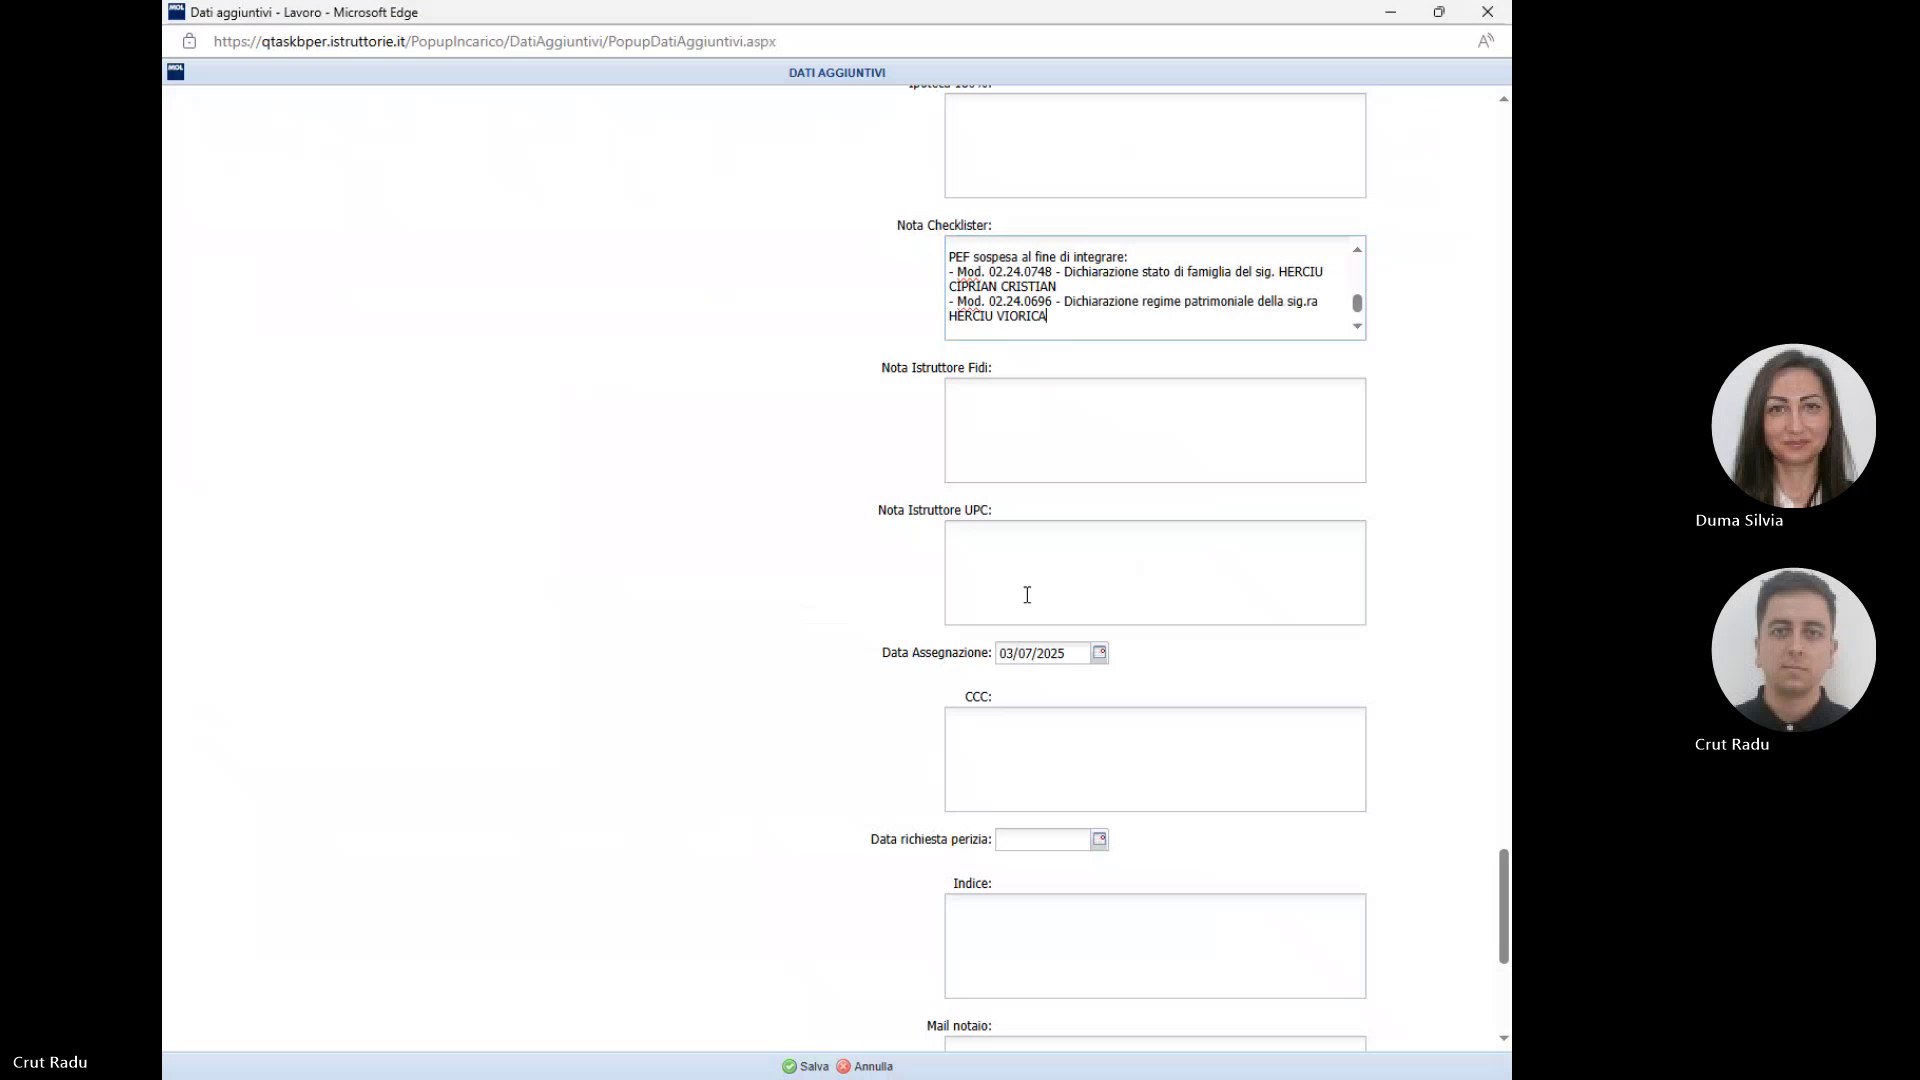 MOL Dati aggiuntivi - Lavoro - Microsoft Edge
https://qtaskbper.istruttorie.it/PopupIncarico/DatiAggiuntivi/PopupDatiAggiuntivi.aspx
MOL DATI AGGIUNTIVI
Nota Checklister:
PEF sospesa al fine di integrare:
- Mod. 02.24.0748 - Dichiarazione stato di famiglia del sig. HERCIU
CIPRIAN CRISTIAN
- Mod. 02.24.0696 - Dichiarazione regime patrimoniale della sig.ra
HERCIU VIORICA
Nota Istruttore Fidi:
Nota Istruttore UPC:
Data Assegnazione: 03/07/2025
CCC:
Data richiesta perizia:
Indice:
Mail notaio:
Salva Annulla
Duma Silvia
Crut Radu
Crut Radu